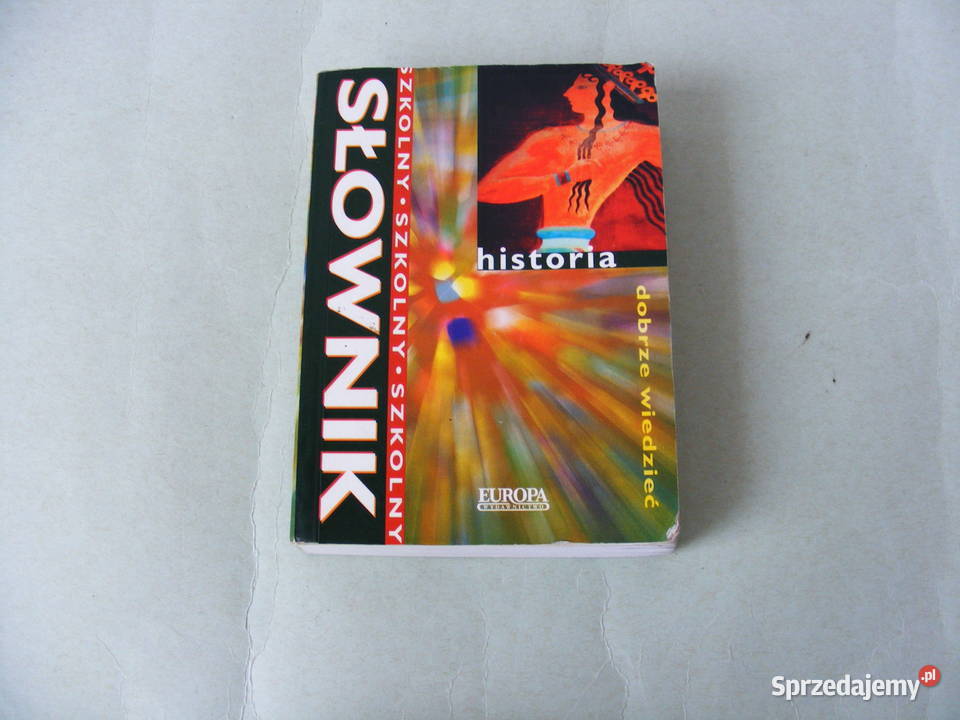 SŁOWNIK
SZKOLNY • SZKOLNY • SZKOLNY
historia
dobrze wiedzieć
EUROPA
WYDAWNICTWO
Sprzedajemy.pl